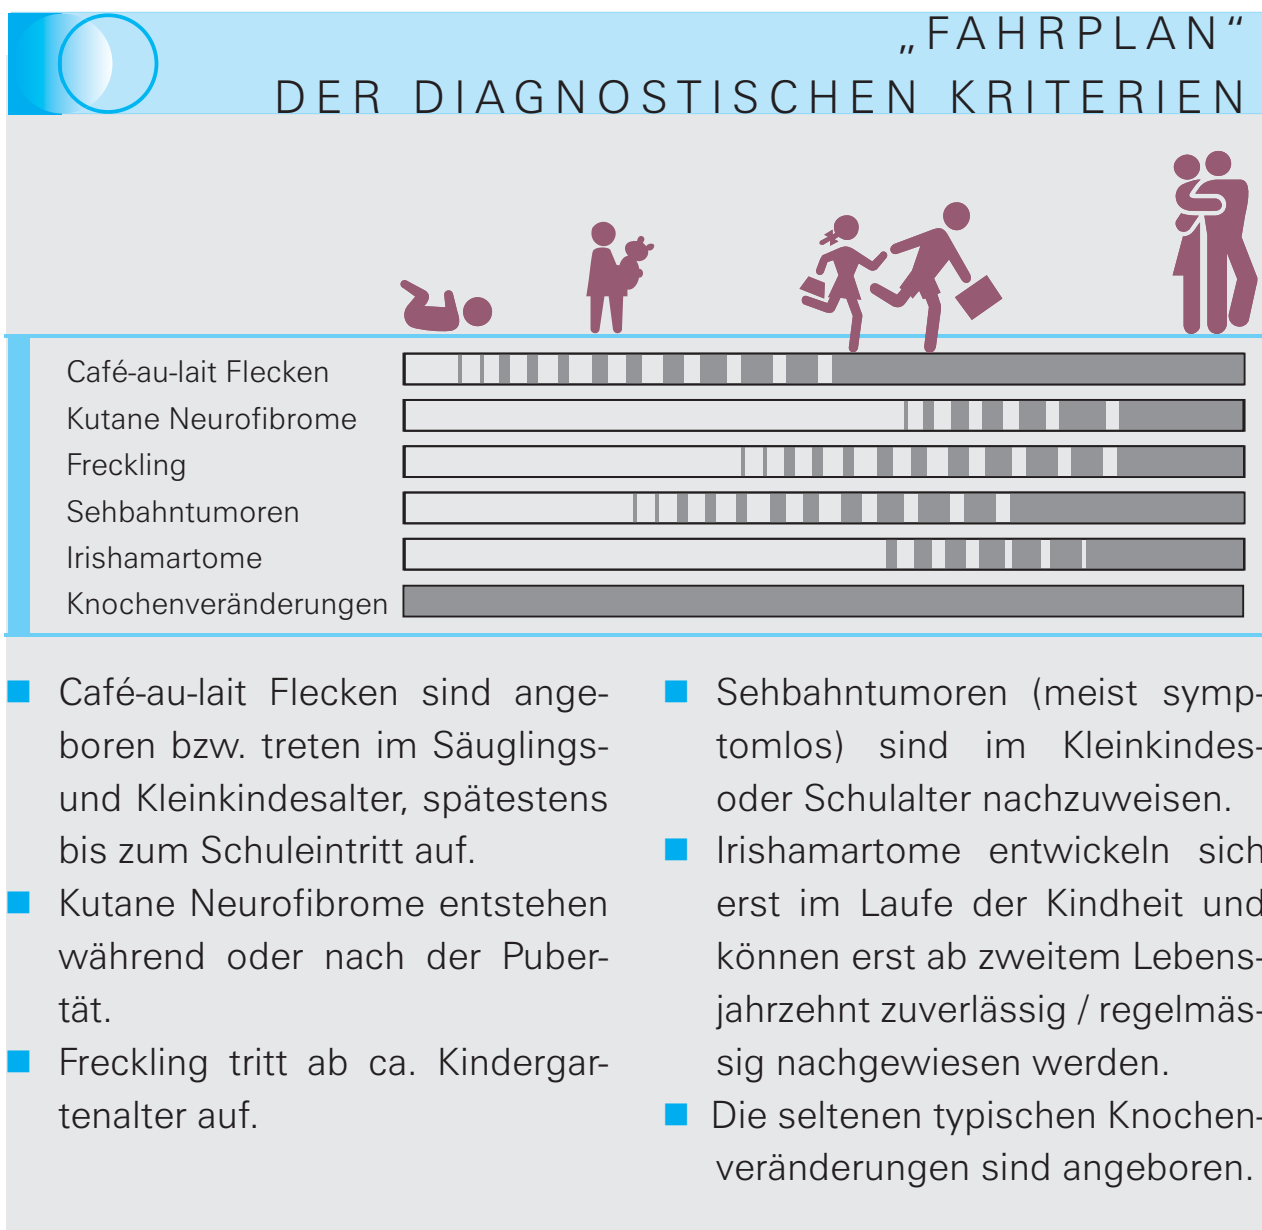 „FAHRPLAN“
DER DIAGNOSTISCHEN KRITERIEN
Café-au-lait Flecken
Kutane Neurofibrome
Freckling
Sehbahntumoren
Irishamartome
Knochenveränderungen
Café-au-lait Flecken sind ange-
boren bzw. treten im Säuglings-
und Kleinkindesalter, spätestens
bis zum Schuleintritt auf.
Kutane Neurofibrome entstehen
während oder nach der Puber-
tät.
Freckling tritt ab ca. Kindergar-
tenalter auf.
Sehbahntumoren (meist symp-
tomlos) sind im Kleinkindes-
oder Schulalter nachzuweisen.
Irishamartome entwickeln sich
erst im Laufe der Kindheit und
können erst ab zweitem Lebens-
jahrzehnt zuverlässig / regelmäs-
sig nachgewiesen werden.
Die seltenen typischen Knochen-
veränderungen sind angeboren.